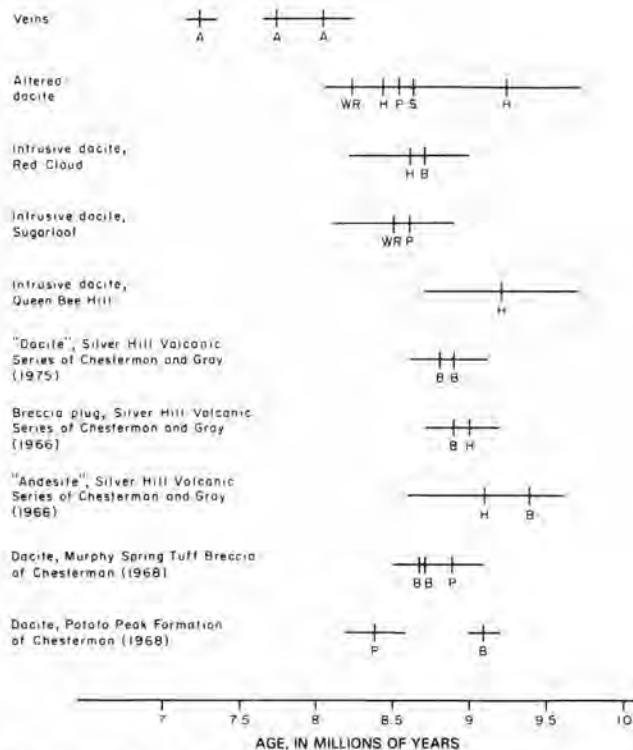 Veins
A A A
Altered
dacite
WR H P S H
Intrusive dacite,
Red Cloud
H B
Intrusive dacite,
Sugarloaf
WR P
Intrusive dacite,
Queen Bee Hill
H
"Dacite", Silver Hill Volcanic
Series of Chesterman and Gray
(1975)
B B
Breccia plug, Silver Hill Volcanic
Series of Chesterman and Gray
(1966)
B H
"Andesite", Silver Hill Volcanic
Series of Chesterman and Gray
(1966)
H B
Dacite, Murphy Spring Tuff Breccia
of Chesterman (1968)
B B P
Dacite, Potato Peak Formation
of Chesterman (1968)
P B
7 7.5 8 8.5 9 9.5 10
AGE, IN MILLIONS OF YEARS